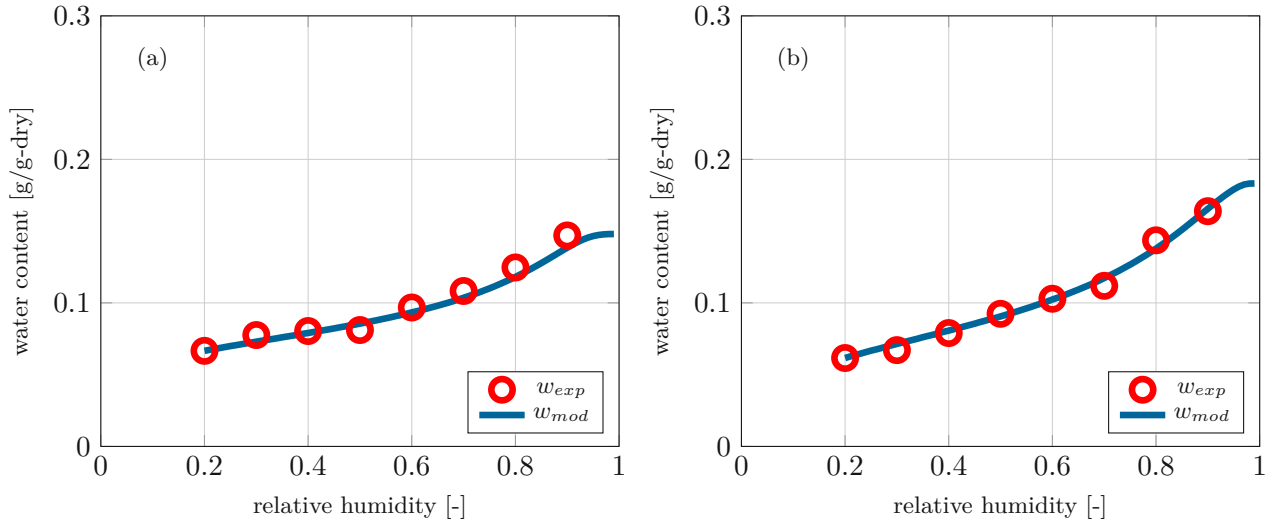 (a)
water content [g/g-dry]
0.3
0.2
0.1
0
0 0.2 0.4 0.6 0.8 1
relative humidity [-]
w_exp
w_mod
(b)
water content [g/g-dry]
0.3
0.2
0.1
0
0 0.2 0.4 0.6 0.8 1
relative humidity [-]
w_exp
w_mod